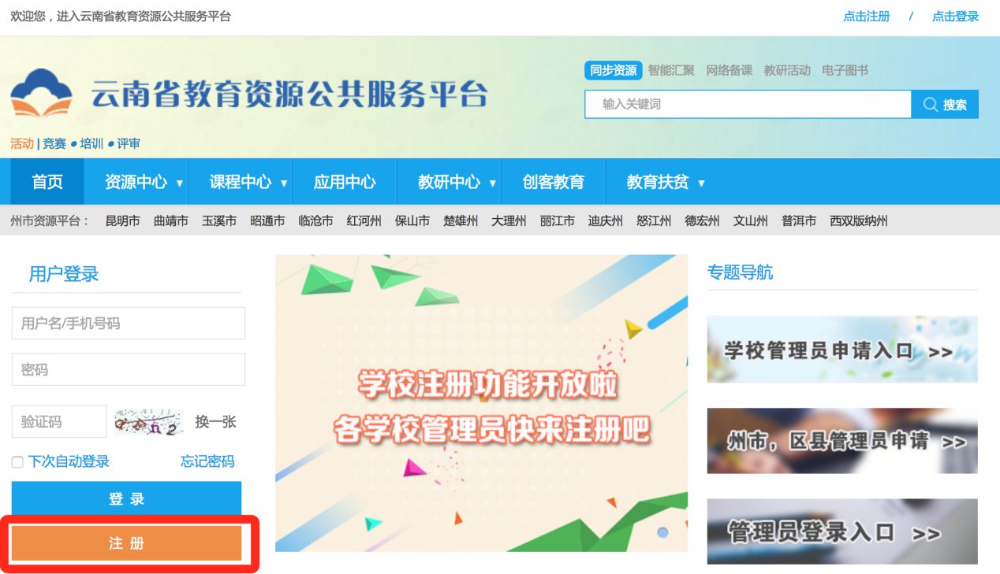 欢迎您，进入云南省教育资源公共服务平台
点击注册 / 点击登录
云南省教育资源公共服务平台
同步资源 智能汇聚 网络备课 教研活动 电子图书
输入关键词 搜索
活动 | 竞赛 ● 培训 ● 评审
首页 资源中心 ▼ 课程中心 ▼ 应用中心 教研中心 ▼ 创客教育 教育扶贫 ▼
州市资源平台： 昆明市 曲靖市 玉溪市 昭通市 临沧市 红河州 保山市 楚雄州 大理州 丽江市 迪庆州 怒江州 德宏州 文山州 普洱市 西双版纳州
用户登录
用户名/手机号码
密码
验证码 换一张
下次自动登录 忘记密码
登 录
注 册
学校注册功能开放啦
各学校管理员快来注册吧
专题导航
学校管理员申请入口 >>
州市，区县管理员申请 >>
管理员登录入口 >>